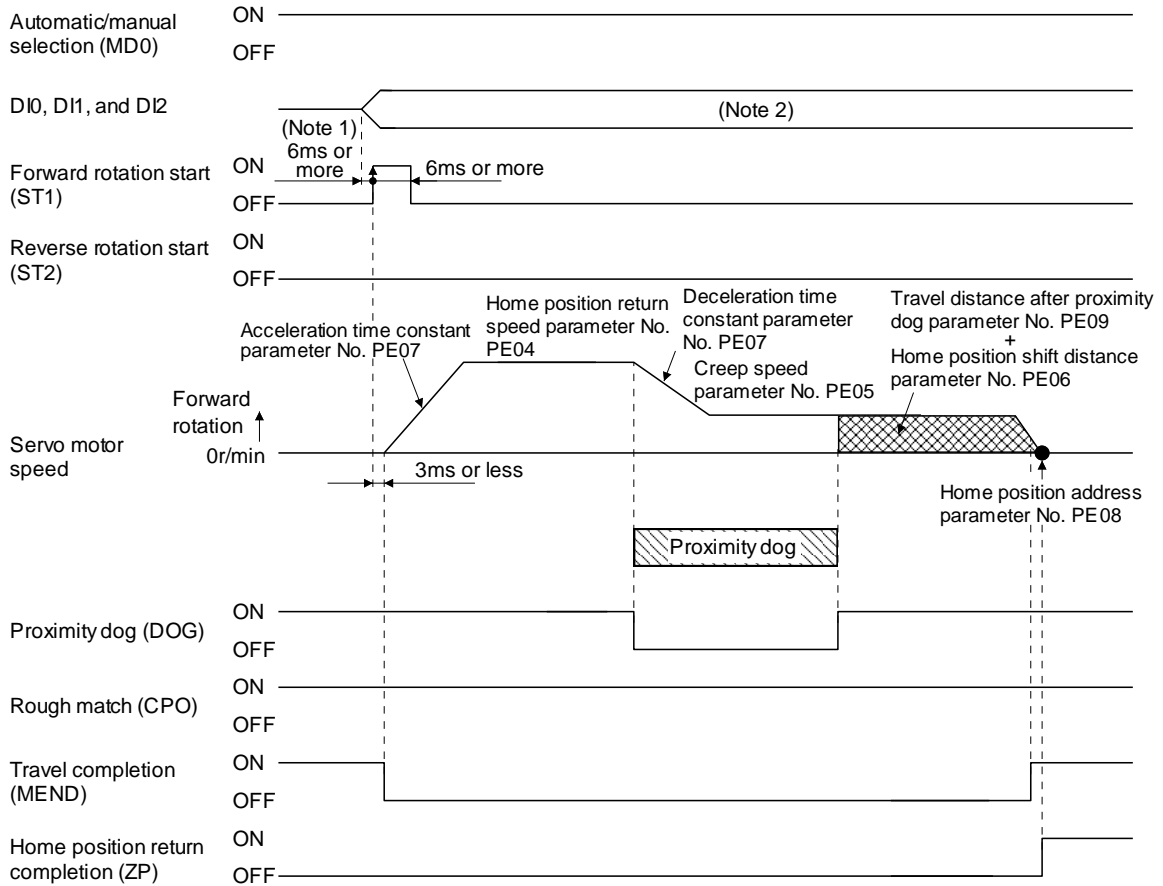 Automatic/manual
selection (MD0)
ON
OFF
DI0, DI1, and DI2
(Note 2)
(Note 1)
6ms or
more
6ms or more
Forward rotation start
(ST1)
ON
OFF
Reverse rotation start
(ST2)
ON
OFF
Acceleration time constant
parameter No. PE07
Home position return
speed parameter No.
PE04
Deceleration time
constant parameter
No. PE07
Creep speed
parameter No. PE05
Travel distance after proximity
dog parameter No. PE09
+
Home position shift distance
parameter No. PE06
Servo motor
speed
Forward
rotation
0r/min
3ms or less
Home position address
parameter No. PE08
Proximity dog
Proximity dog (DOG)
ON
OFF
Rough match (CPO)
ON
OFF
Travel completion
(MEND)
ON
OFF
Home position return
completion (ZP)
ON
OFF